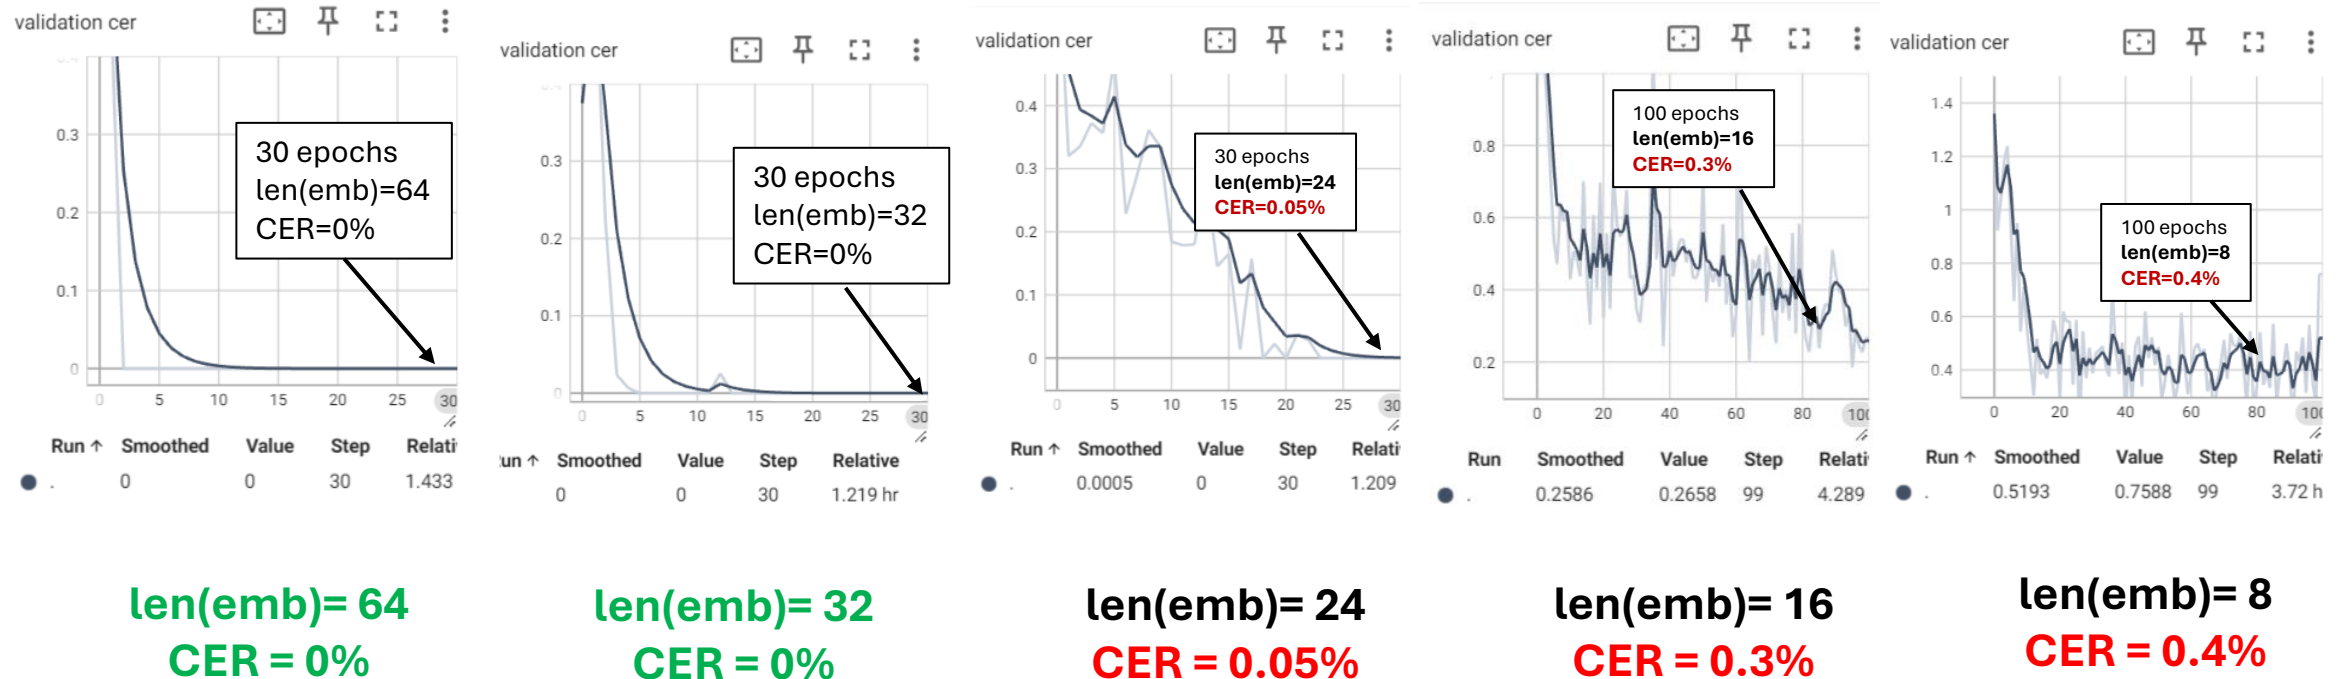 validation cer
0.4
0.3
0.2
0.1
0
0
5
10
15
20
25
30
30 epochs
len(emb)=64
CER=0%
Run ↑ Smoothed Value Step Relati
. 0 0 30 1.433
validation cer
0.4
0.3
0.2
0.1
0
0
5
10
15
20
25
30
30 epochs
len(emb)=32
CER=0%
un ↑ Smoothed Value Step Relative
0 0 30 1.219 hr
validation cer
0.4
0.3
0.2
0.1
0
0
5
10
15
20
25
30
30 epochs
len(emb)=24
CER=0.05%
Run ↑ Smoothed Value Step Relati
. 0.0005 0 30 1.209
validation cer
0.8
0.6
0.4
0.2
0
20
40
60
80
100
100 epochs
len(emb)=16
CER=0.3%
Run Smoothed Value Step Relati
. 0.2586 0.2658 99 4.289
validation cer
1.4
1.2
1
0.8
0.6
0.4
0
20
40
60
80
100
100 epochs
len(emb)=8
CER=0.4%
Run ↑ Smoothed Value Step Relati
. 0.5193 0.7588 99 3.72 h
len(emb)= 64
CER = 0%
len(emb)= 32
CER = 0%
len(emb)= 24
CER = 0.05%
len(emb)= 16
CER = 0.3%
len(emb)= 8
CER = 0.4%